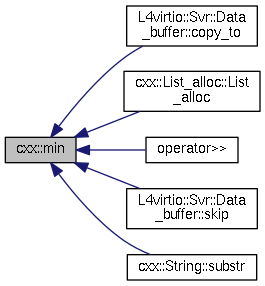 L4virtio::Svr::Data
_buffer::copy_to
cxx::List_alloc::List
_alloc
cxx::min
operator>>
L4virtio::Svr::Data
_buffer::skip
cxx::String::substr